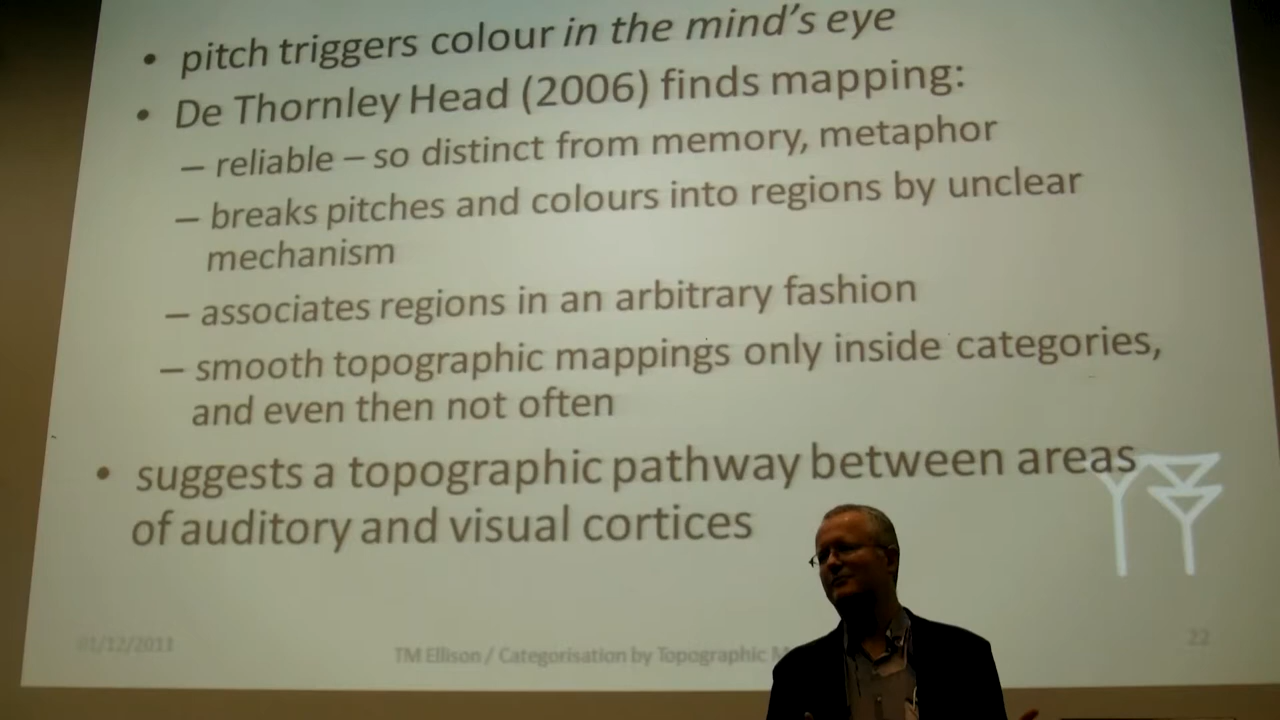 • pitch triggers colour in the mind's eye
• De Thornley Head (2006) finds mapping:
– reliable – so distinct from memory, metaphor
– breaks pitches and colours into regions by unclear
mechanism
– associates regions in an arbitrary fashion
– smooth topographic mappings only inside categories,
and even then not often
• suggests a topographic pathway between areas
of auditory and visual cortices
01/12/2011
TM Ellison / Categorisation by Topographic
22